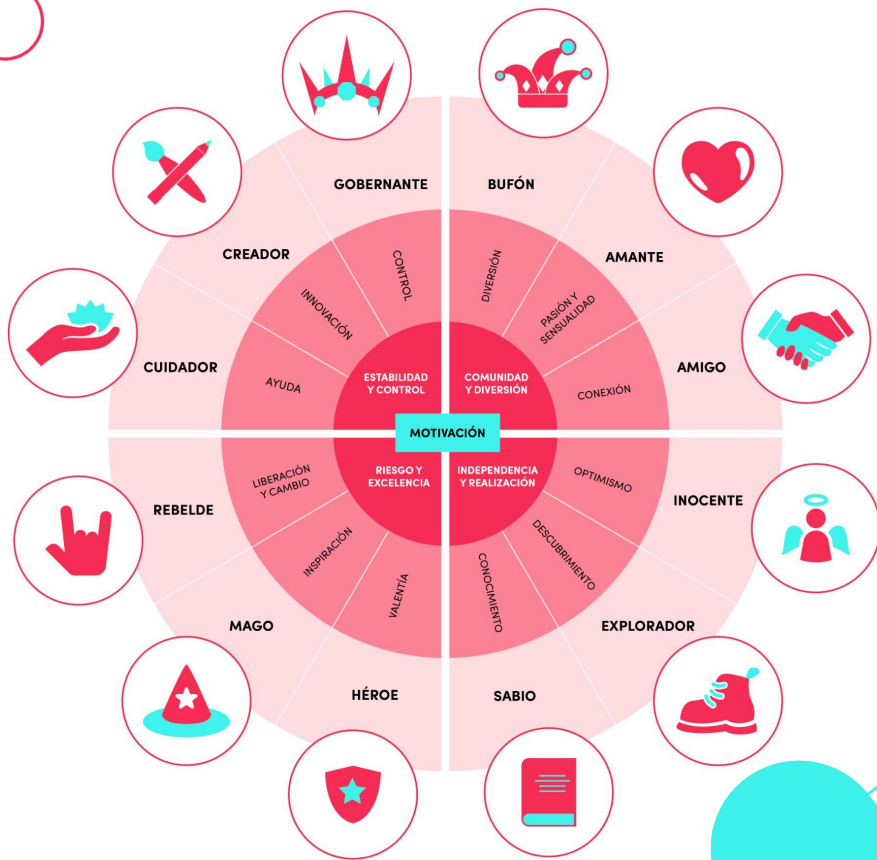 GOBERNANTE
BUFÓN
CREADOR
AMANTE
CONTROL
DIVERSIÓN
INNOVACIÓN
PASIÓN Y
SENSUALIDAD
CUIDADOR
AMIGO
AYUDA
CONEXIÓN
ESTABILIDAD
Y CONTROL
COMUNIDAD
Y DIVERSIÓN
MOTIVACIÓN
RIESGO Y
EXCELENCIA
INDEPENDENCIA
Y REALIZACIÓN
LIBERACIÓN
Y CAMBIO
OPTIMISMO
REBELDE
INOCENTE
INSPIRACIÓN
DESCUBRIMIENTO
VALENTÍA
CONOCIMIENTO
MAGO
EXPLORADOR
HÉROE
SABIO